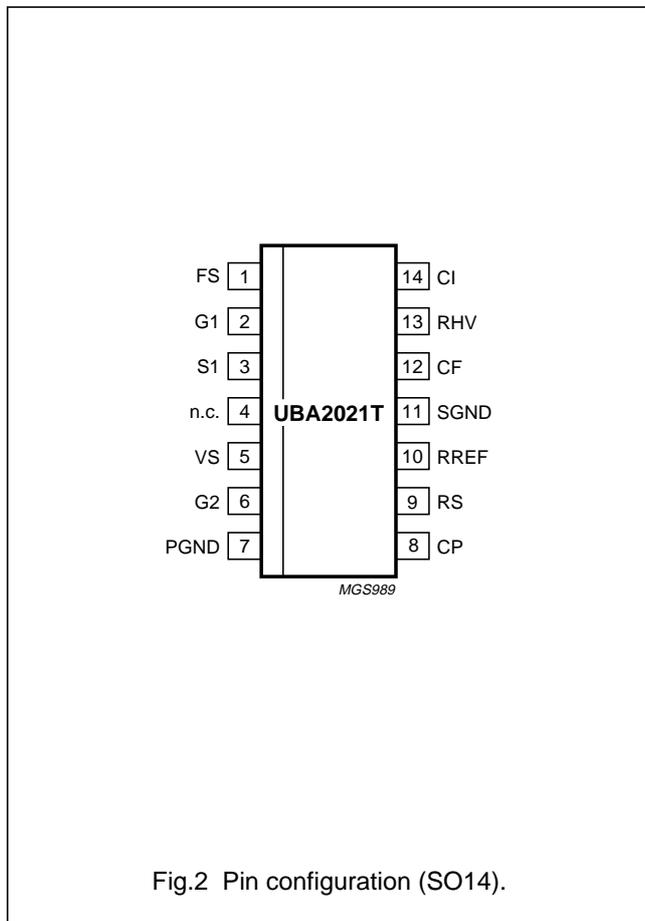 FS 1 14 CI
G1 2 13 RHV
S1 3 12 CF
n.c. 4 UBA2021T 11 SGND
VS 5 10 RREF
G2 6 9 RS
PGND 7 8 CP
MGS989
Fig.2 Pin configuration (SO14).